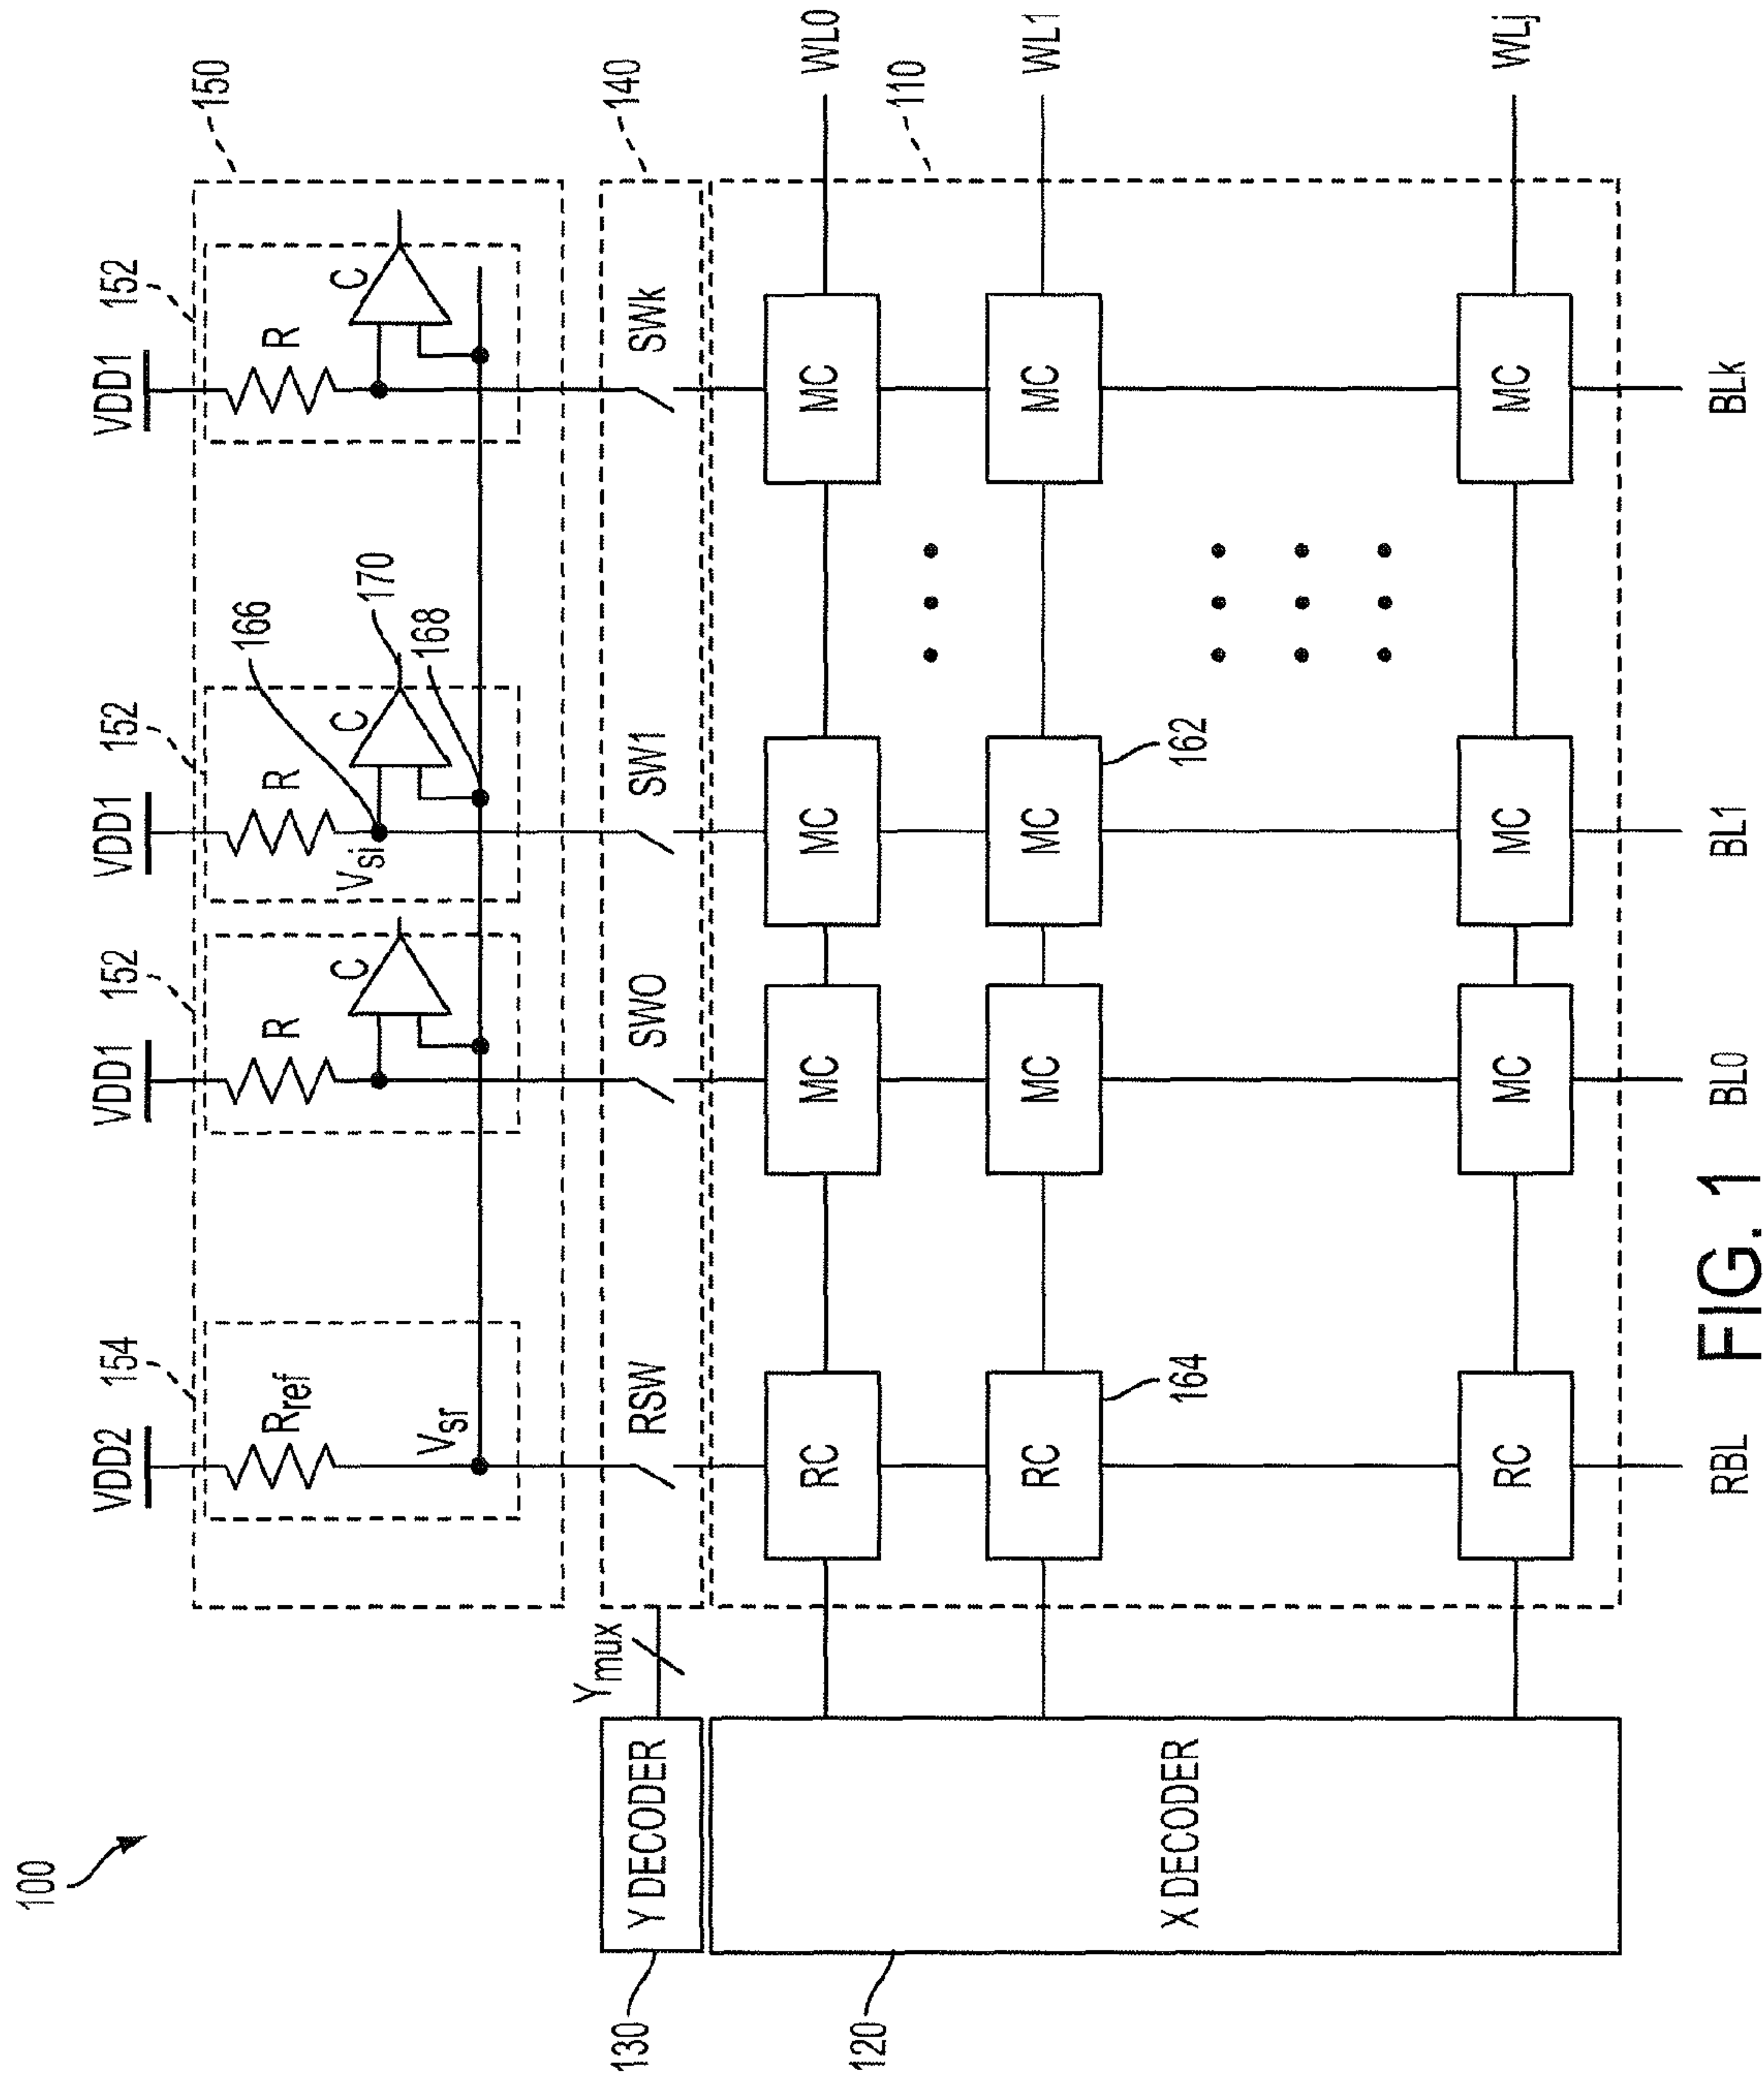 100
VDD2
154
VDD1
152
VDD1
152
VDD1
152
150
Rref
Vsr
R
C
R
C
Vsi
166
170
168
R
C
130
Y DECODER
Ymux
RSW
SW0
SW1
SWk
140
120
X DECODER
RC
MC
MC
MC
WL0
110
RC
164
MC
MC
162
MC
WL1
RC
MC
MC
MC
WLj
RBL
BL0
BL1
BLk
FIG. 1